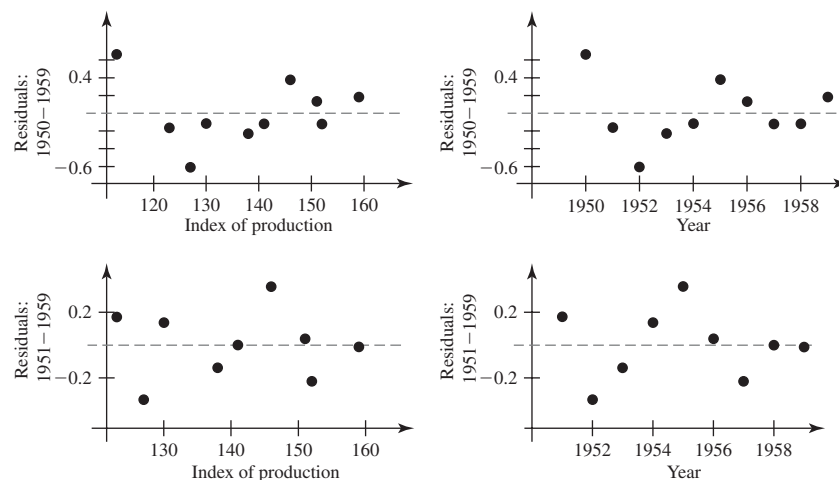 Residuals:
1950–1959
0.4
−0.6
120 130 140 150 160
Index of production
Residuals:
1950–1959
0.4
−0.6
1950 1952 1954 1956 1958
Year
Residuals:
1951–1959
0.2
−0.2
130 140 150 160
Index of production
Residuals:
1951–1959
0.2
−0.2
1952 1954 1956 1958
Year